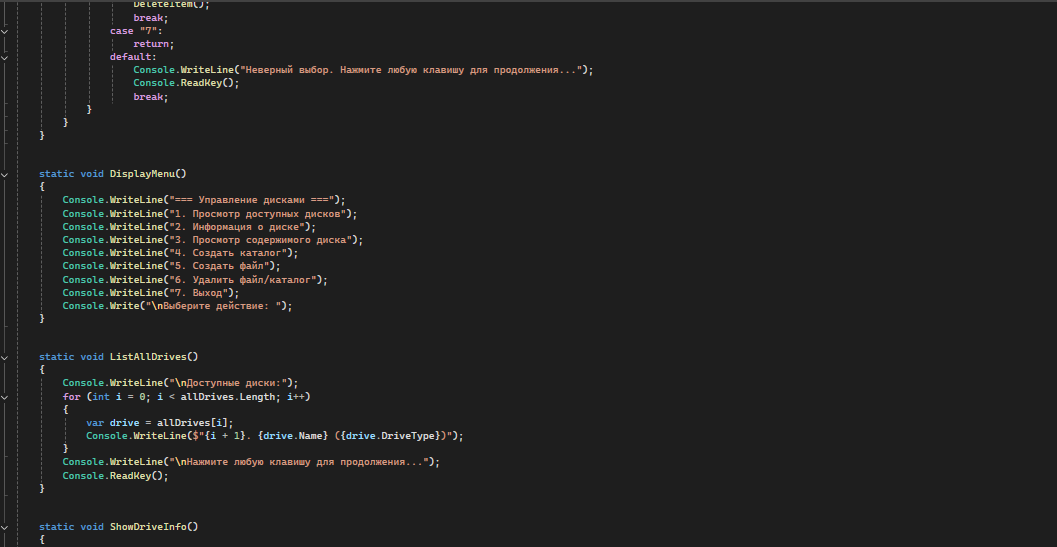 DeleteItem();
break;
case "7":
return;
default:
Console.WriteLine("Неверный выбор. Нажмите любую клавишу для продолжения...");
Console.ReadKey();
break;
}
}
}
static void DisplayMenu()
{
Console.WriteLine("=== Управление дисками ===");
Console.WriteLine("1. Просмотр доступных дисков");
Console.WriteLine("2. Информация о диске");
Console.WriteLine("3. Просмотр содержимого диска");
Console.WriteLine("4. Создать каталог");
Console.WriteLine("5. Создать файл");
Console.WriteLine("6. Удалить файл/каталог");
Console.WriteLine("7. Выход");
Console.Write("\nВыберите действие: ");
}
static void ListAllDrives()
{
Console.WriteLine("\nДоступные диски:");
for (int i = 0; i < allDrives.Length; i++)
{
var drive = allDrives[i];
Console.WriteLine($"{i + 1}. {drive.Name} ({drive.DriveType})");
}
Console.WriteLine("\nНажмите любую клавишу для продолжения...");
Console.ReadKey();
}
static void ShowDriveInfo()
{